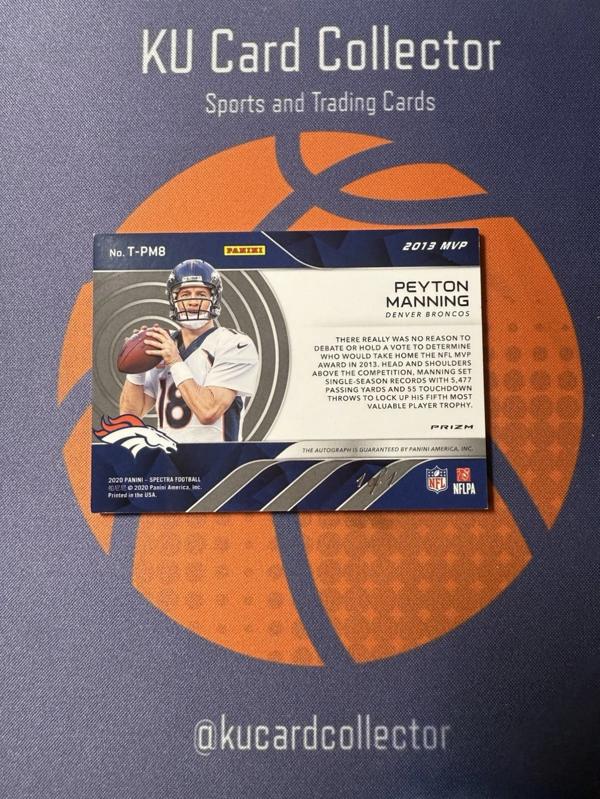 KU Card Collector
Sports and Trading Cards
No. T-PM8
PANINI
2013 MVP
PEYTON
MANNING
DENVER BRONCOS
THERE REALLY WAS NO REASON TO
DEBATE OR HOLD A VOTE TO DETERMINE
WHO WOULD TAKE HOME THE NFL MVP
AWARD IN 2013. HEAD AND SHOULDERS
ABOVE THE COMPETITION, MANNING SET
SINGLE-SEASON RECORDS WITH 5,477
PASSING YARDS AND 55 TOUCHDOWN
THROWS TO LOCK UP HIS FIFTH MOST
VALUABLE PLAYER TROPHY.
18
PRIZM
THE AUTOGRAPH IS GUARANTEED BY PANINI AMERICA, INC.
2020 PANINI – SPECTRA FOOTBALL
© 2020 Panini America, Inc.
Printed in the USA.
NFL
NFLPA
@kucardcollector